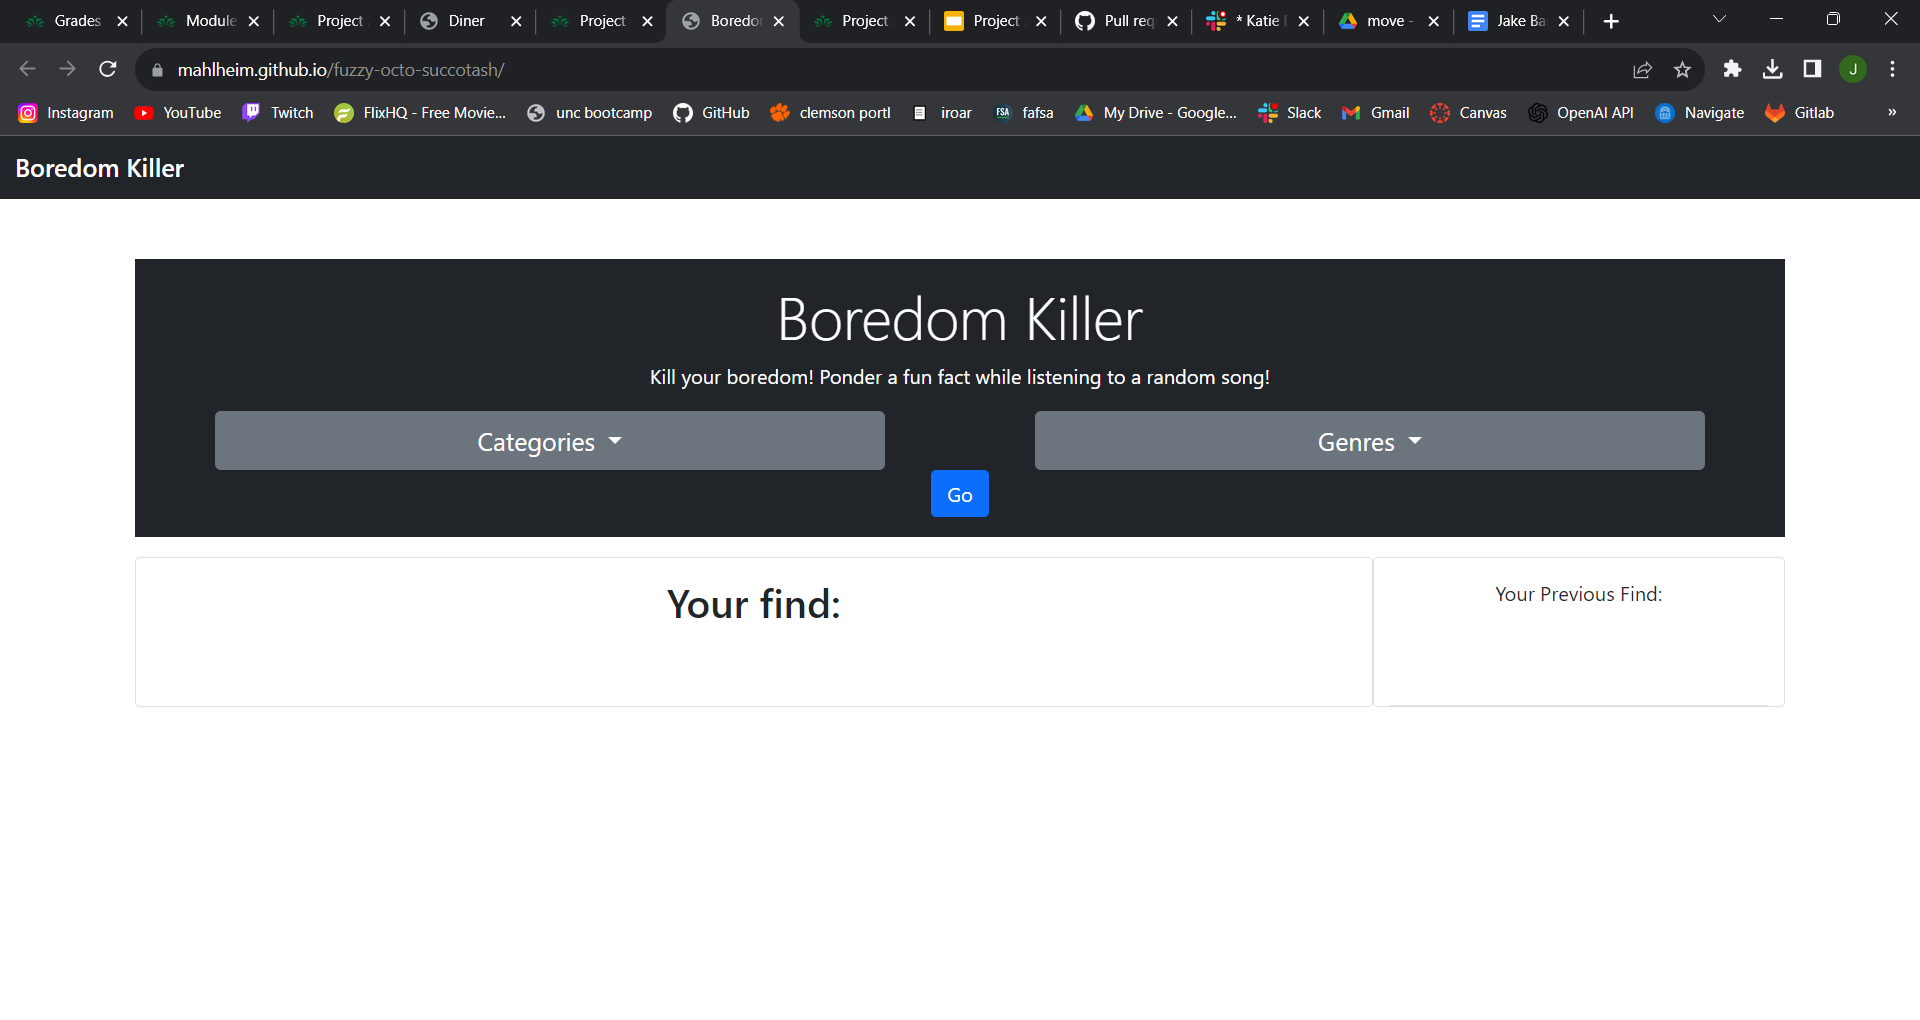 Grades Module Project Diner Project Boredor Project Project Pull req * Katie move - Jake Ba
mahlheim.github.io/fuzzy-octo-succotash/ J
Instagram YouTube Twitch FlixHQ - Free Movie... unc bootcamp GitHub clemson portl iroar FSA fafsa My Drive - Google... Slack Gmail Canvas OpenAI API Navigate Gitlab »
Boredom Killer
Boredom Killer
Kill your boredom! Ponder a fun fact while listening to a random song!
Categories Genres
Go
Your find:
Your Previous Find: